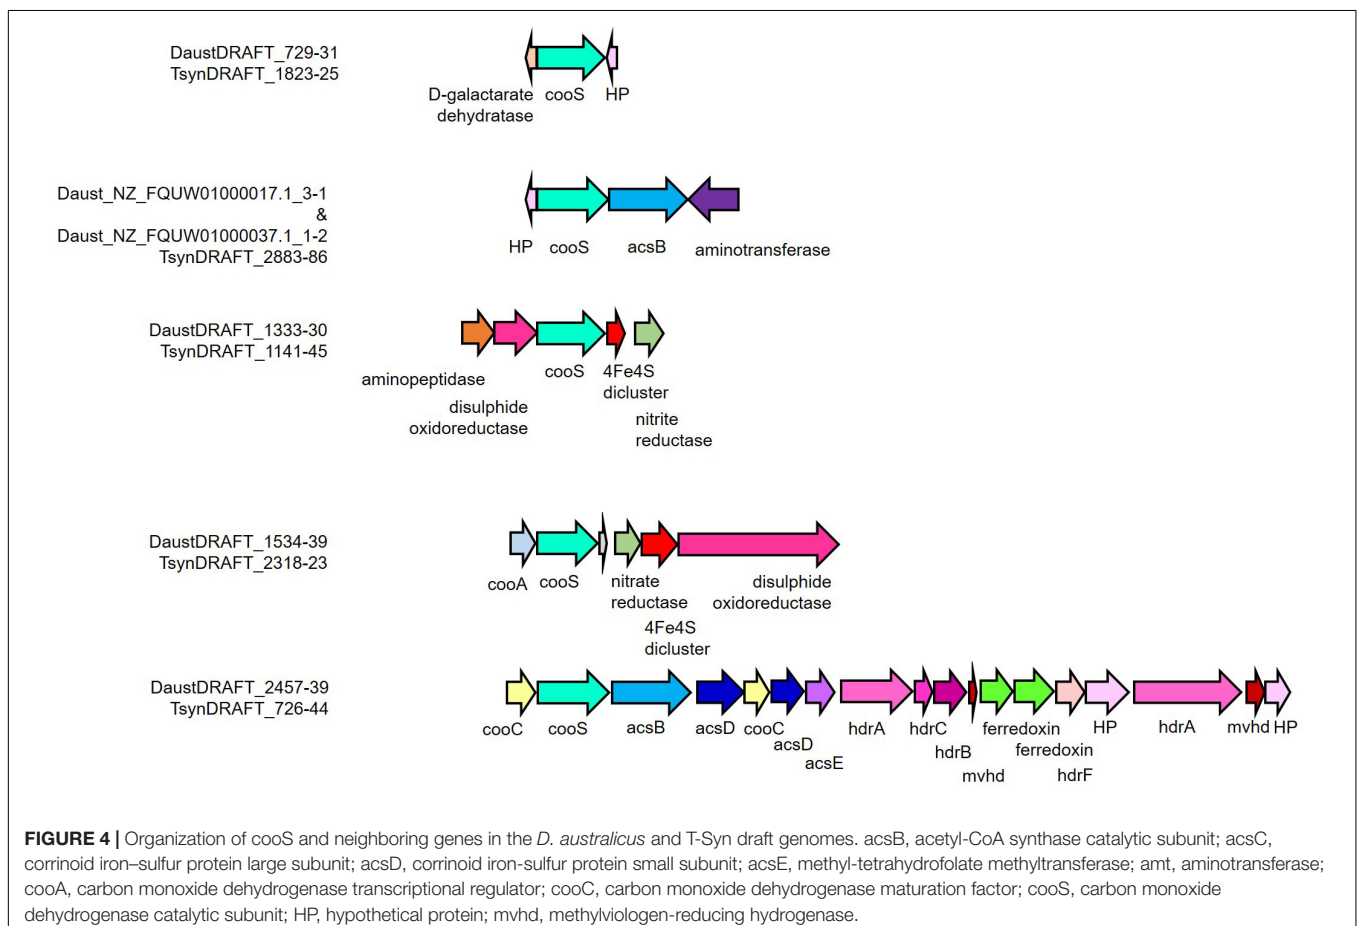 DaustDRAFT_729-31
TsynDRAFT_1823-25
D-galactarate
dehydratase
cooS
HP
Daust_NZ_FQUW01000017.1_3-1
&
Daust_NZ_FQUW01000037.1_1-2
TsynDRAFT_2883-86
HP
cooS
acsB
aminotransferase
DaustDRAFT_1333-30
TsynDRAFT_1141-45
aminopeptidase
disulphide
oxidoreductase
cooS
4Fe4S
dicluster
nitrite
reductase
DaustDRAFT_1534-39
TsynDRAFT_2318-23
cooA
cooS
nitrate
reductase
4Fe4S
dicluster
disulphide
oxidoreductase
DaustDRAFT_2457-39
TsynDRAFT_726-44
cooC
cooS
acsB
acsD
cooC
acsD
acsE
hdrA
hdrC
hdrB
mvhd
ferredoxin
ferredoxin
hdrF
HP
hdrA
mvhd
HP
FIGURE 4 | Organization of cooS and neighboring genes in the D. australicus and T-Syn draft genomes. acsB, acetyl-CoA synthase catalytic subunit; acsC,
corrinoid iron–sulfur protein large subunit; acsD, corrinoid iron-sulfur protein small subunit; acsE, methyl-tetrahydrofolate methyltransferase; amt, aminotransferase;
cooA, carbon monoxide dehydrogenase transcriptional regulator; cooC, carbon monoxide dehydrogenase maturation factor; cooS, carbon monoxide
dehydrogenase catalytic subunit; HP, hypothetical protein; mvhd, methylviologen-reducing hydrogenase.